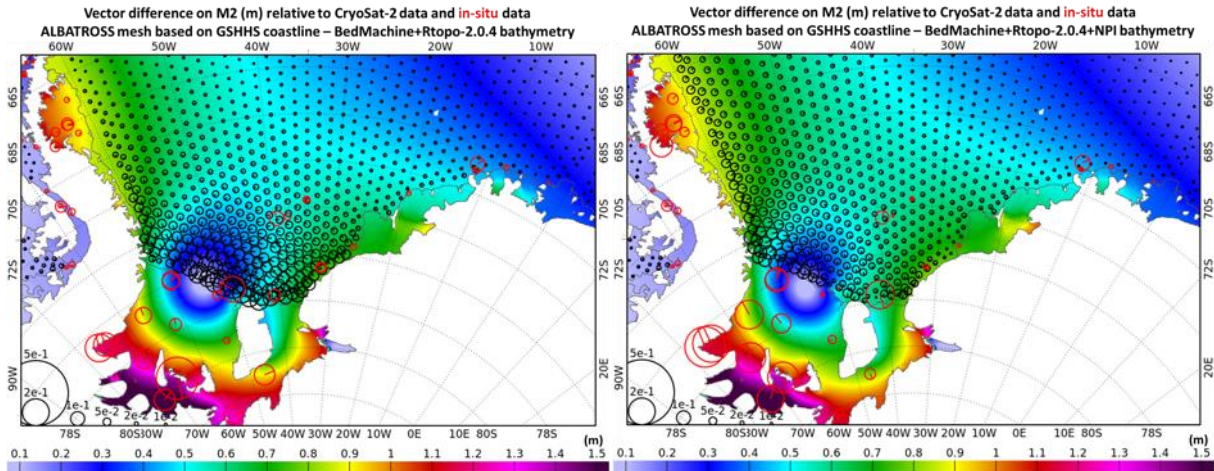 Vector difference on M2 (m) relative to CryoSat-2 data and in-situ data
ALBATROSS mesh based on GSHHS coastline – BedMachine+Rtopo-2.0.4 bathymetry
60W 50W 40W 30W 20W 10W
66S
68S
70S
72S
90W
20E
5e-1
2e-1
1e-1
5e-2
2e-2
1e-2
78S 80S 80W 70W 60W 50W 40W 30W 20W 10W 0E 10E 80S 78S
(m)
0.1 0.2 0.3 0.4 0.5 0.6 0.7 0.8 0.9 1 1.1 1.2 1.3 1.4 1.5
Vector difference on M2 (m) relative to CryoSat-2 data and in-situ data
ALBATROSS mesh based on GSHHS coastline – BedMachine+Rtopo-2.0.4+NPI bathymetry
60W 50W 40W 30W 20W 10W
66S
68S
70S
72S
90W
20E
5e-1
2e-1
1e-1
5e-2
2e-2
1e-2
78S 80S 80W 70W 60W 50W 40W 30W 20W 10W 0E 10E 80S 78S
(m)
0.1 0.2 0.3 0.4 0.5 0.6 0.7 0.8 0.9 1 1.1 1.2 1.3 1.4 1.5